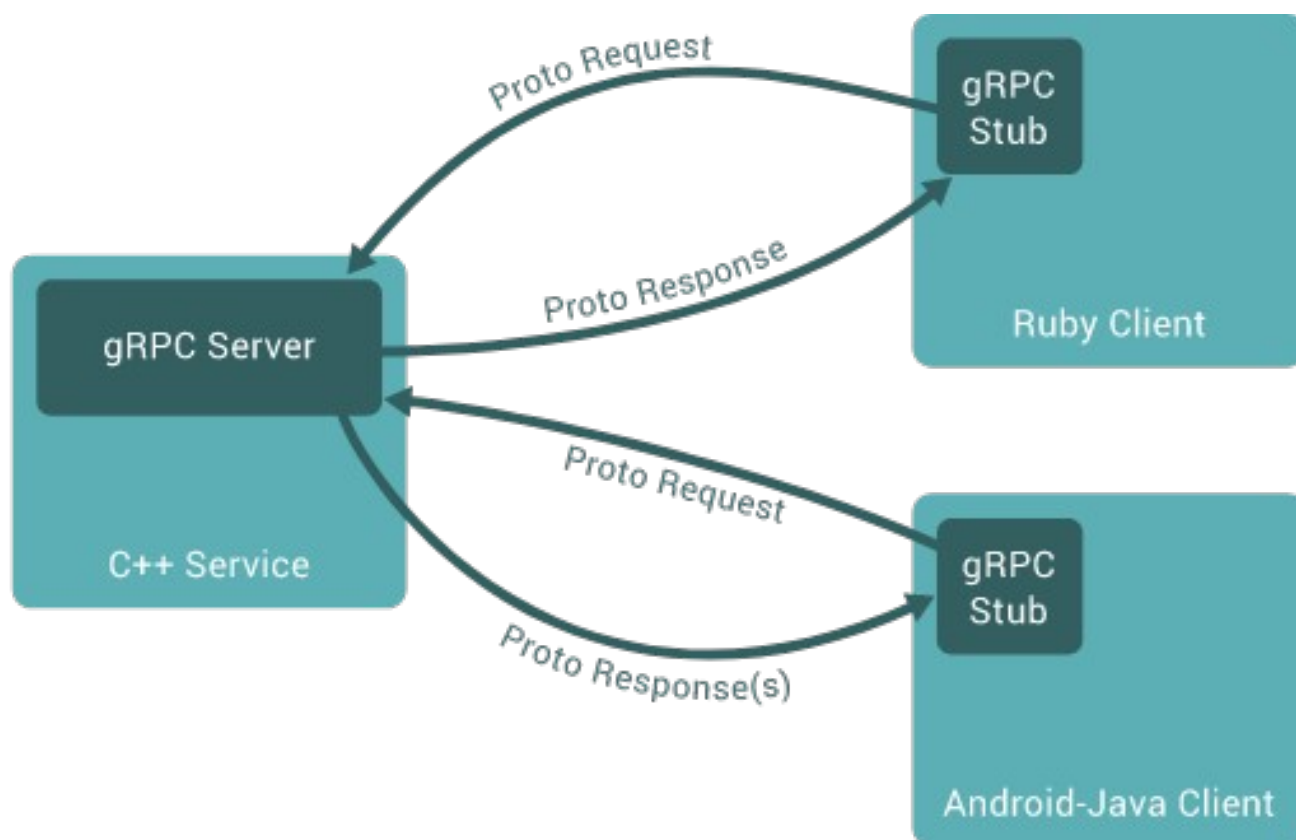 Proto Request
gRPC
Stub
Proto Response
Ruby Client
gRPC Server
C++ Service
Proto Request
gRPC
Stub
Proto Response(s)
Android-Java Client